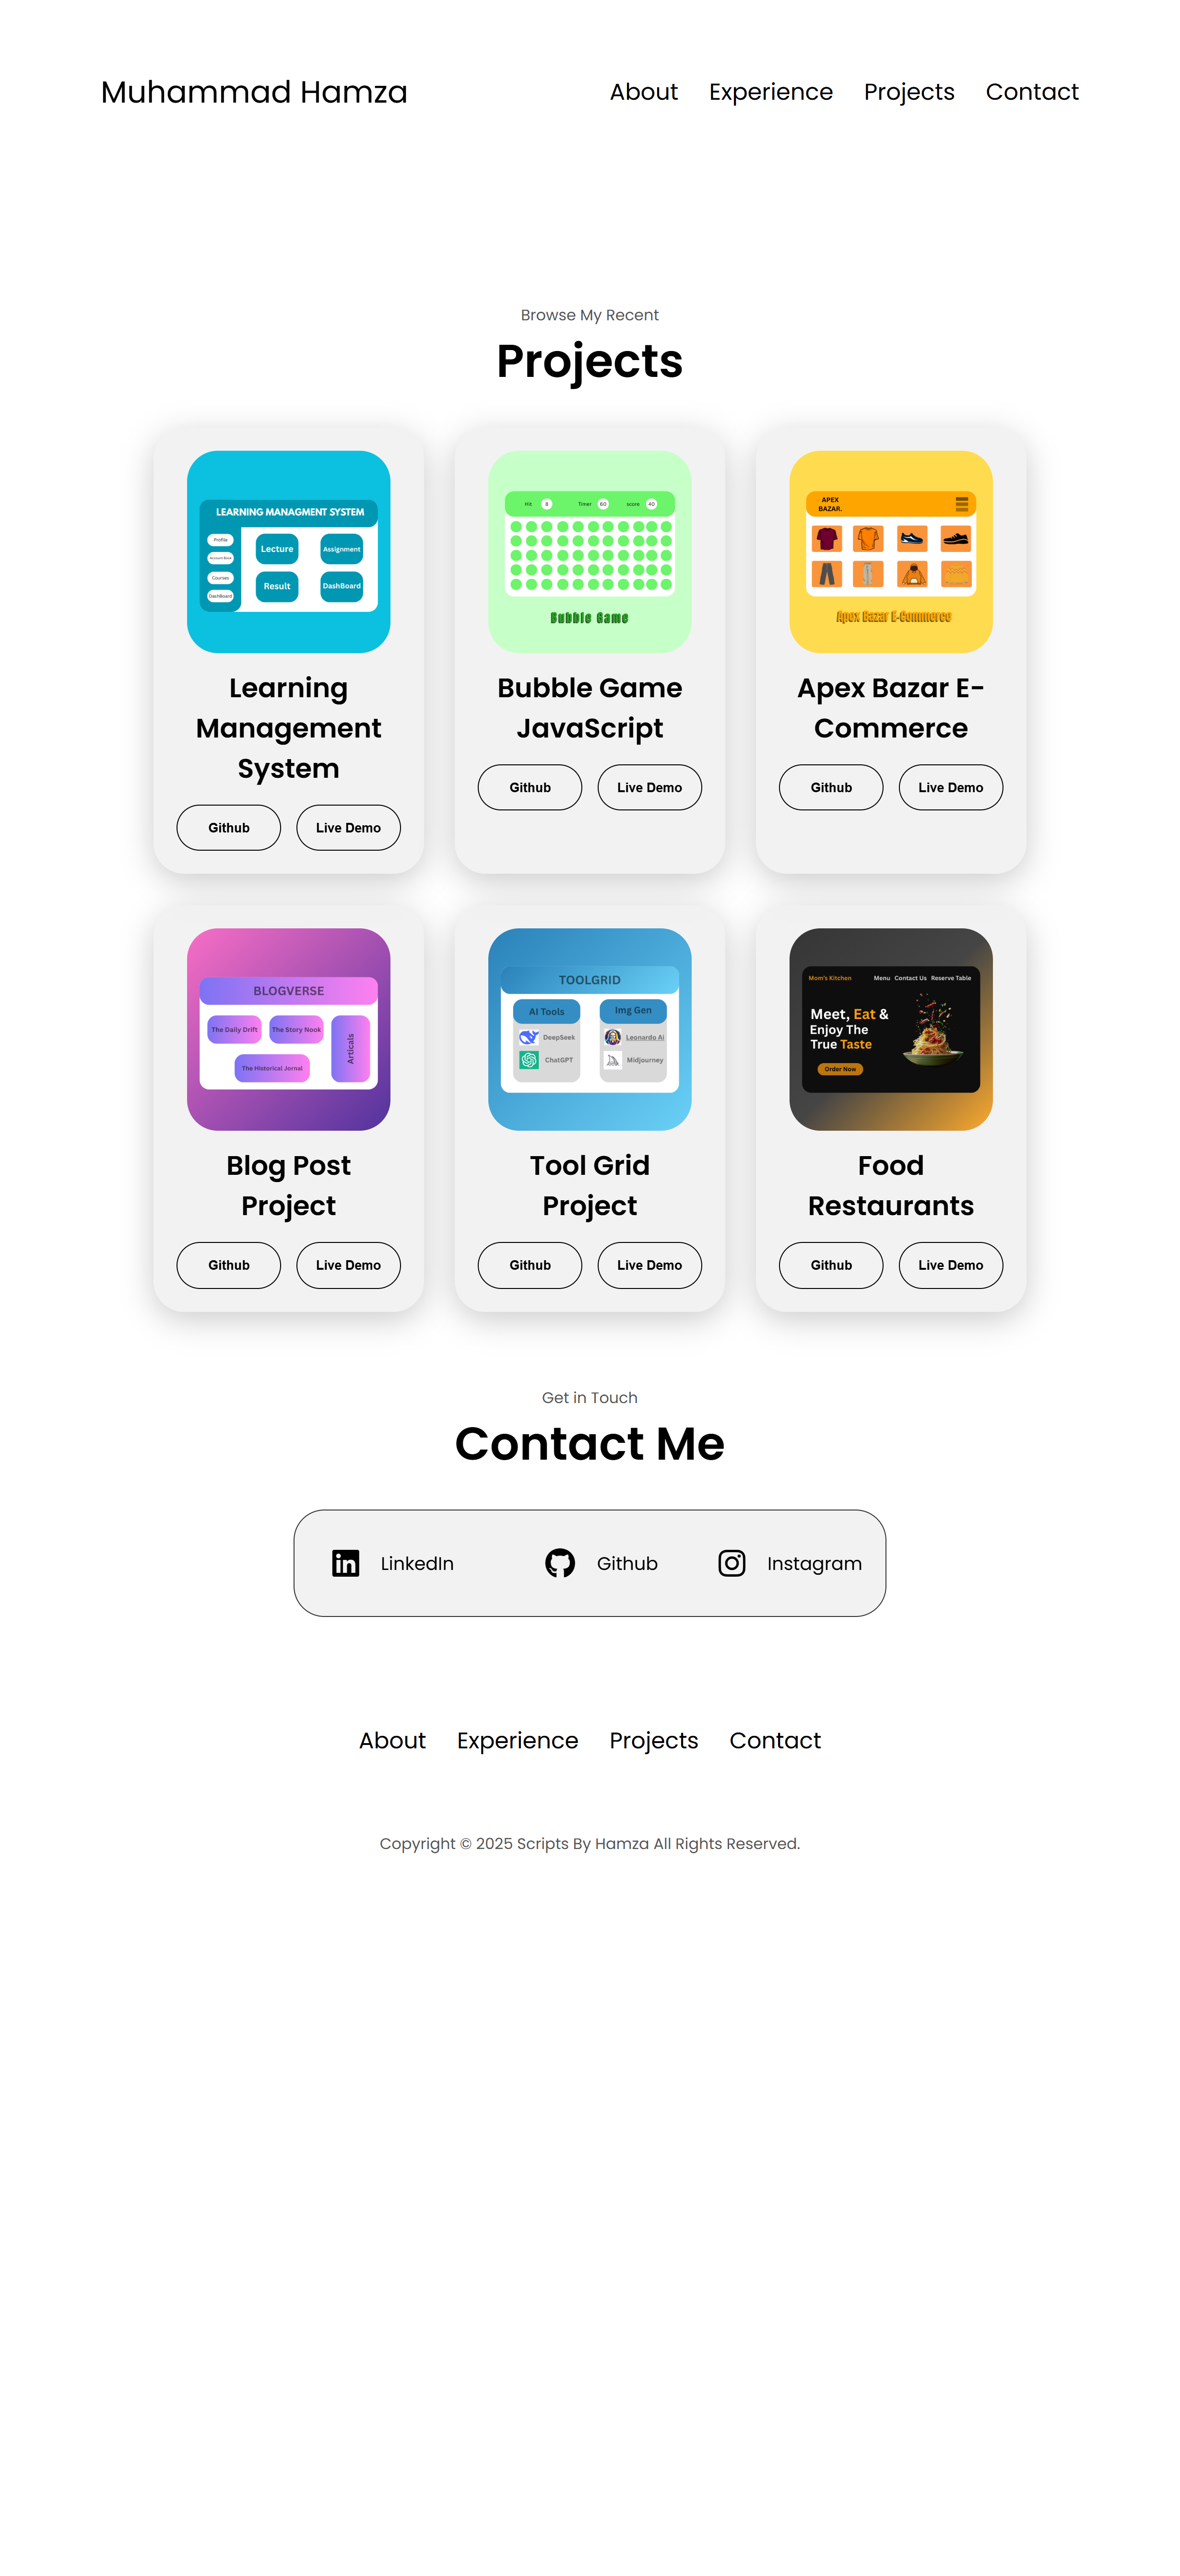 Muhammad Hamza
About Experience Projects Contact
Browse My Recent
Projects
LEARNING MANAGMENT SYSTEM
Profile
Courses
DashBoard
Lecture
Assignment
Result
DashBoard
Learning
Management
System
Github
Live Demo
Hit 8 Timer 60 score 40
Bubble Game
Bubble Game
JavaScript
Github
Live Demo
APEX
BAZAR.
Apex Bazar E-Commerce
Apex Bazar E-
Commerce
Github
Live Demo
BLOGVERSE
The Daily Drift
The Story Nook
The Historical Jornal
Articals
Blog Post
Project
Github
Live Demo
TOOLGRID
AI Tools
DeepSeek
ChatGPT
Img Gen
Leonardo Ai
Midjourney
Tool Grid
Project
Github
Live Demo
Mom's Kitchen
Menu Contact Us Reserve Table
Meet, Eat &
Enjoy The
True Taste
Order Now
Food
Restaurants
Github
Live Demo
Get in Touch
Contact Me
LinkedIn
Github
Instagram
About Experience Projects Contact
Copyright © 2025 Scripts By Hamza All Rights Reserved.